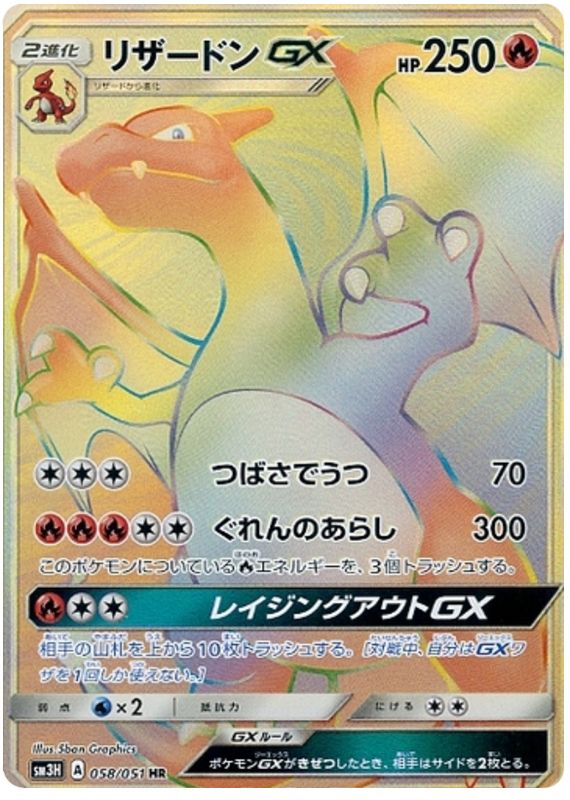 2進化 リザードンGX HP250
リザードから進化
つばさでうつ 70
ぐれんのあらし 300
このポケモンについているエネルギーを、3個トラッシュする。
レイジングアウトGX
相手の山札を上から10枚トラッシュする。[対戦中、自分はGXワ
ザを1回しか使えない。]
弱点 ×2 抵抗力 にげる
Illus. 5ban Graphics
GXルール
SM3H A 058/051 HR
ポケモンGXがきぜつしたとき、相手はサイドを2枚とる。